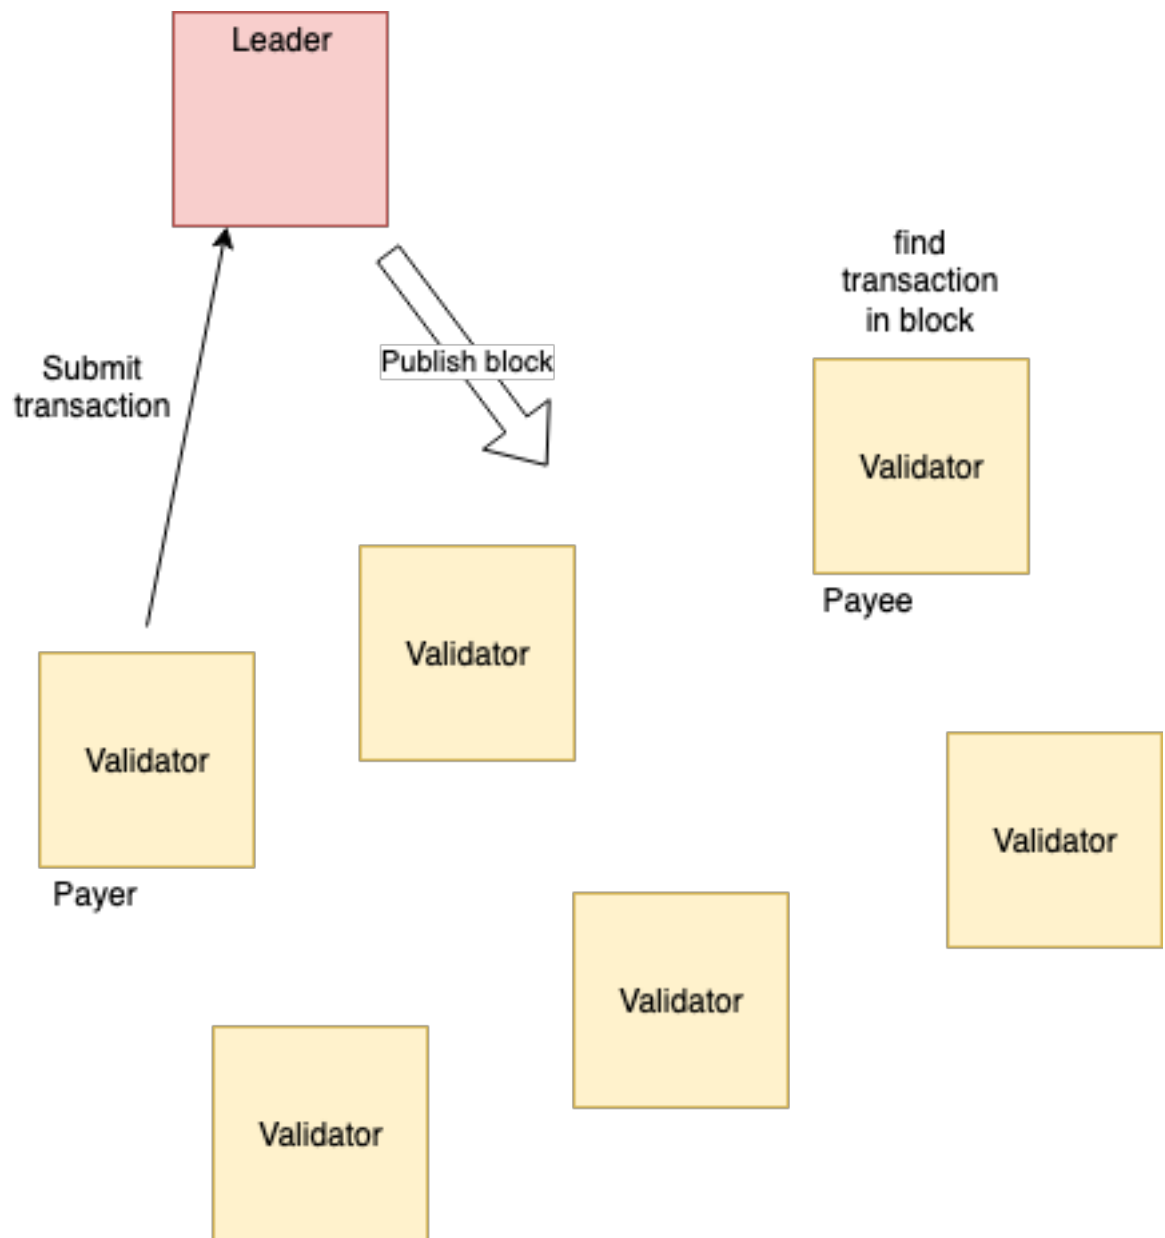 Leader
find
transaction
in block
Submit
transaction
Publish block
Validator
Payee
Validator
Validator
Payer
Validator
Validator
Validator